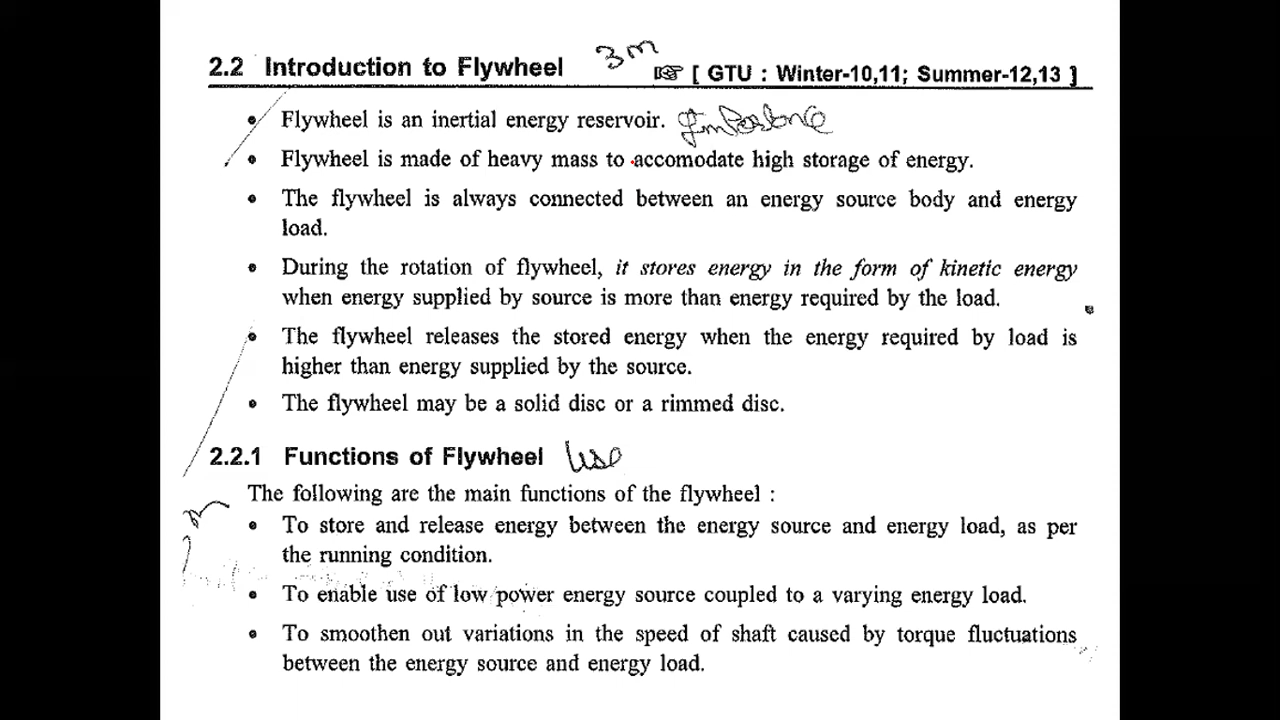 2.2 Introduction to Flywheel 3m
☞ [ GTU : Winter-10,11; Summer-12,13 ]
• Flywheel is an inertial energy reservoir.
• Flywheel is made of heavy mass to accomodate high storage of energy.
• The flywheel is always connected between an energy source body and energy
load.
• During the rotation of flywheel, it stores energy in the form of kinetic energy
when energy supplied by source is more than energy required by the load.
• The flywheel releases the stored energy when the energy required by load is
higher than energy supplied by the source.
• The flywheel may be a solid disc or a rimmed disc.
2.2.1 Functions of Flywheel use
The following are the main functions of the flywheel :
• To store and release energy between the energy source and energy load, as per
the running condition.
• To enable use of low power energy source coupled to a varying energy load.
• To smoothen out variations in the speed of shaft caused by torque fluctuations
between the energy source and energy load.